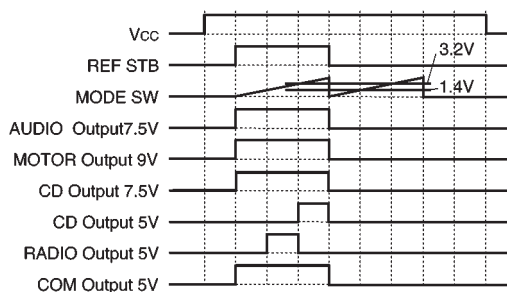 Vcc
REF STB
3.2V
MODE SW
1.4V
AUDIO Output7.5V
MOTOR Output 9V
CD Output 7.5V
CD Output 5V
RADIO Output 5V
COM Output 5V